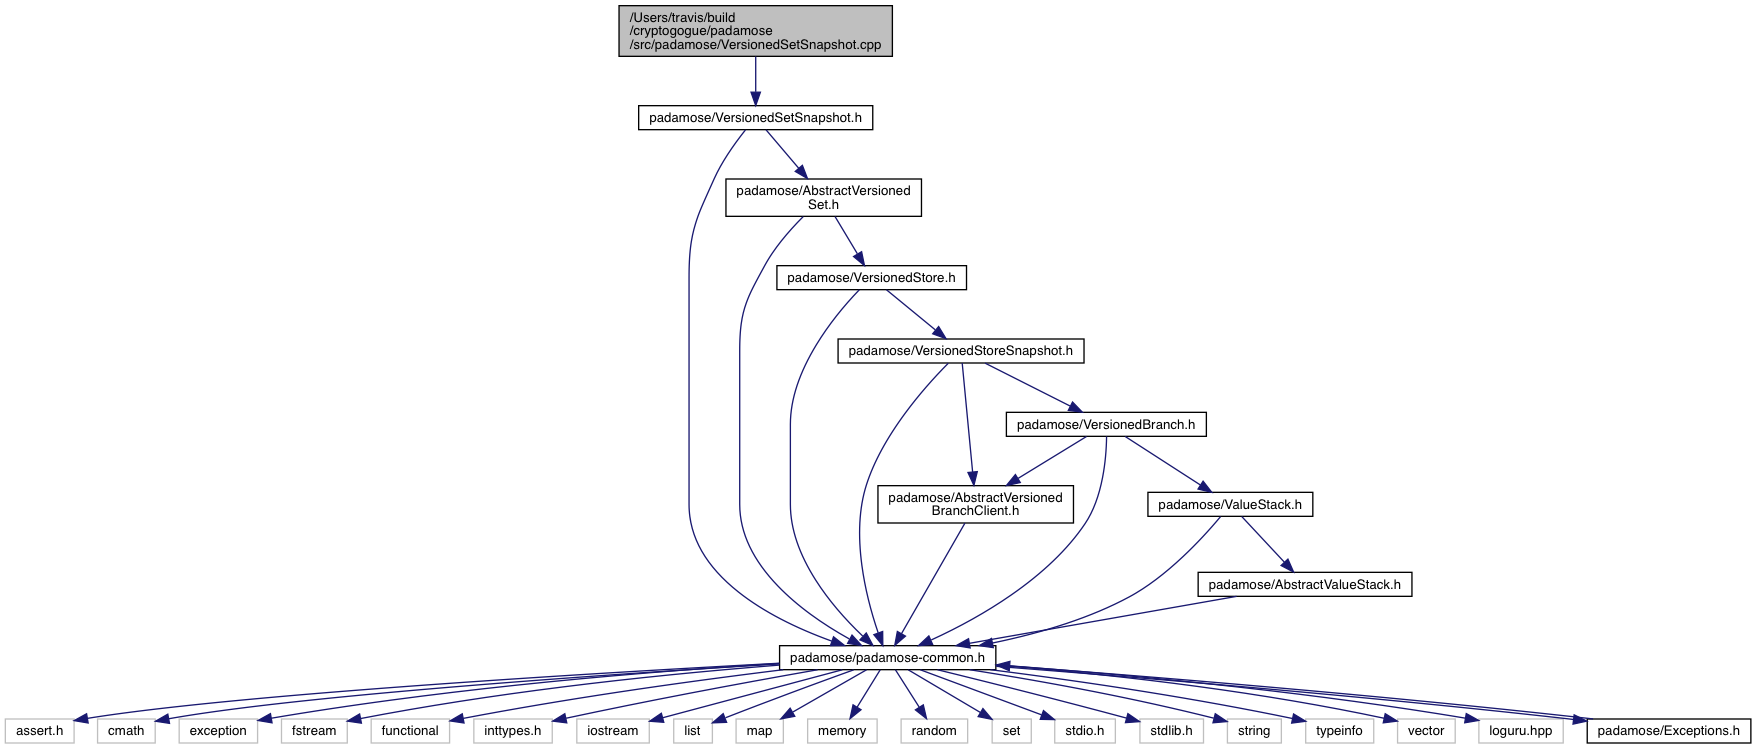 /Users/travis/build
/cryptogogue/padamose
/src/padamose/VersionedSetSnapshot.cpp
padamose/VersionedSetSnapshot.h
padamose/AbstractVersioned
Set.h
padamose/VersionedStore.h
padamose/VersionedStoreSnapshot.h
padamose/VersionedBranch.h
padamose/AbstractVersioned
BranchClient.h
padamose/ValueStack.h
padamose/AbstractValueStack.h
padamose/padamose-common.h
assert.h
cmath
exception
fstream
functional
inttypes.h
iostream
list
map
memory
random
set
stdio.h
stdlib.h
string
typeinfo
vector
loguru.hpp
padamose/Exceptions.h